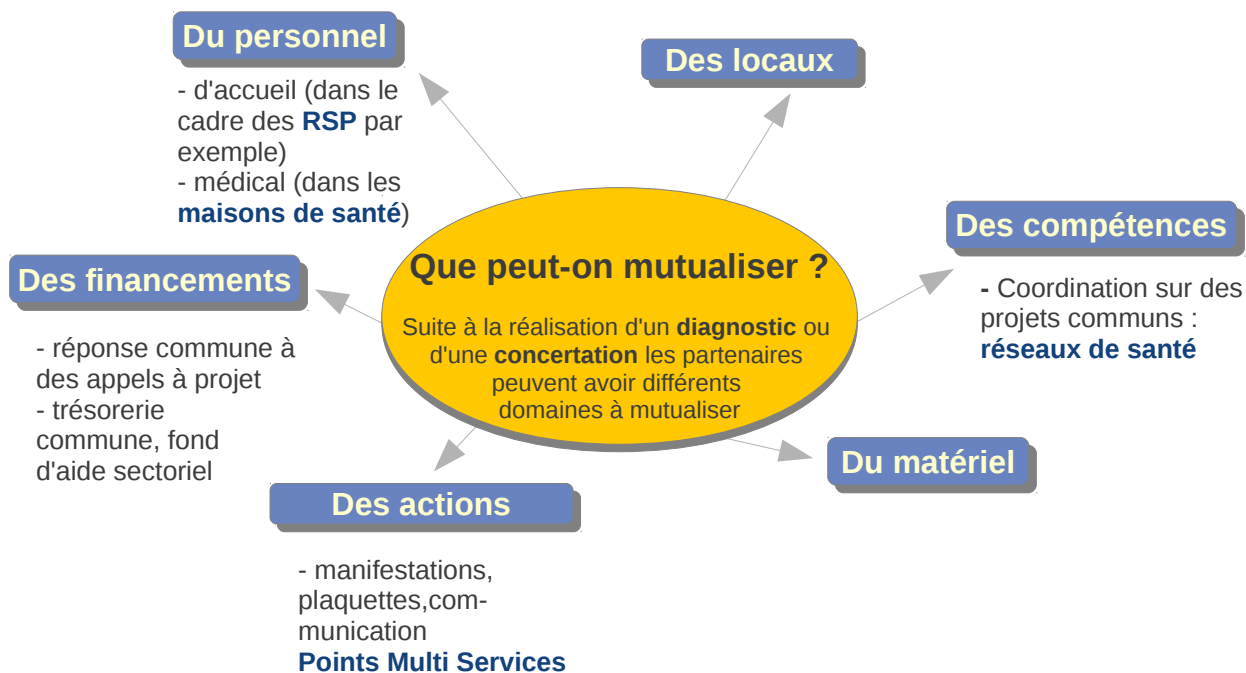 Du personnel
- d'accueil (dans le
cadre des RSP par
exemple)
- médical (dans les
maisons de santé)
Des locaux
Des compétences
- Coordination sur des
projets communs :
réseaux de santé
Que peut-on mutualiser ?
Suite à la réalisation d'un diagnostic ou
d'une concertation les partenaires
peuvent avoir différents
domaines à mutualiser
Des financements
- réponse commune à
des appels à projet
- trésorerie
commune, fond
d'aide sectoriel
Du matériel
Des actions
- manifestations,
plaquettes,com-
munication
Points Multi Services